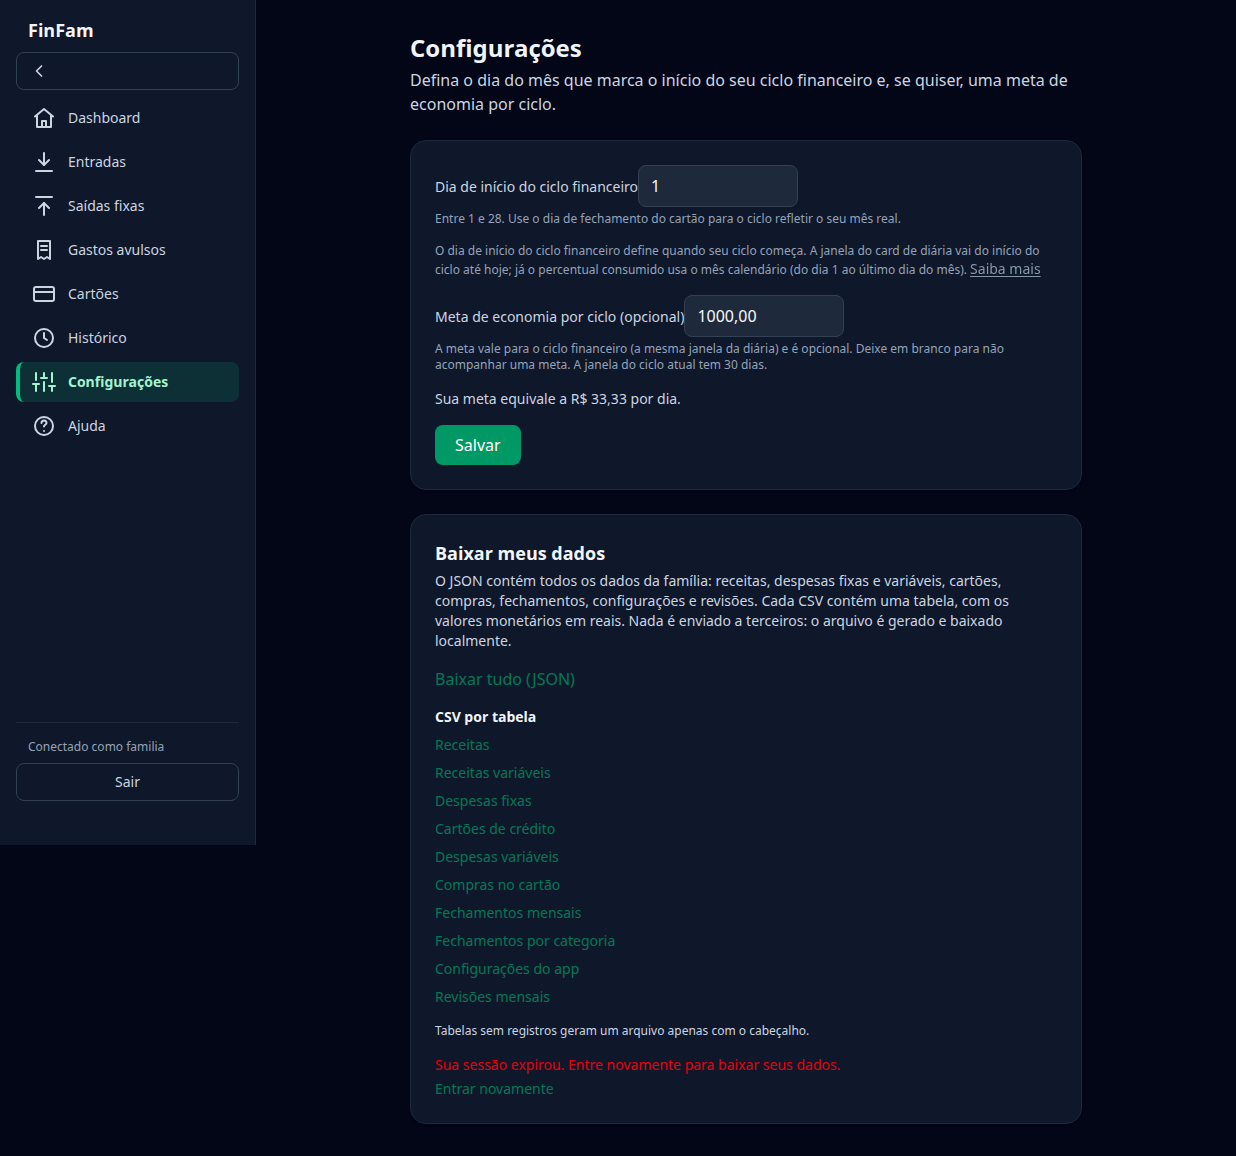 FinFam
Dashboard
Entradas
Saídas fixas
Gastos avulsos
Cartões
Histórico
Configurações
Ajuda
Conectado como familia
Sair
Configurações
Defina o dia do mês que marca o início do seu ciclo financeiro e, se quiser, uma meta de
economia por ciclo.
Dia de início do ciclo financeiro 1
Entre 1 e 28. Use o dia de fechamento do cartão para o ciclo refletir o seu mês real.
O dia de início do ciclo financeiro define quando seu ciclo começa. A janela do card de diária vai do início do
ciclo até hoje; já o percentual consumido usa o mês calendário (do dia 1 ao último dia do mês). Saiba mais
Meta de economia por ciclo (opcional) 1000,00
A meta vale para o ciclo financeiro (a mesma janela da diária) e é opcional. Deixe em branco para não
acompanhar uma meta. A janela do ciclo atual tem 30 dias.
Sua meta equivale a R$ 33,33 por dia.
Salvar
Baixar meus dados
O JSON contém todos os dados da família: receitas, despesas fixas e variáveis, cartões,
compras, fechamentos, configurações e revisões. Cada CSV contém uma tabela, com os
valores monetários em reais. Nada é enviado a terceiros: o arquivo é gerado e baixado
localmente.
Baixar tudo (JSON)
CSV por tabela
Receitas
Receitas variáveis
Despesas fixas
Cartões de crédito
Despesas variáveis
Compras no cartão
Fechamentos mensais
Fechamentos por categoria
Configurações do app
Revisões mensais
Tabelas sem registros geram um arquivo apenas com o cabeçalho.
Sua sessão expirou. Entre novamente para baixar seus dados.
Entrar novamente